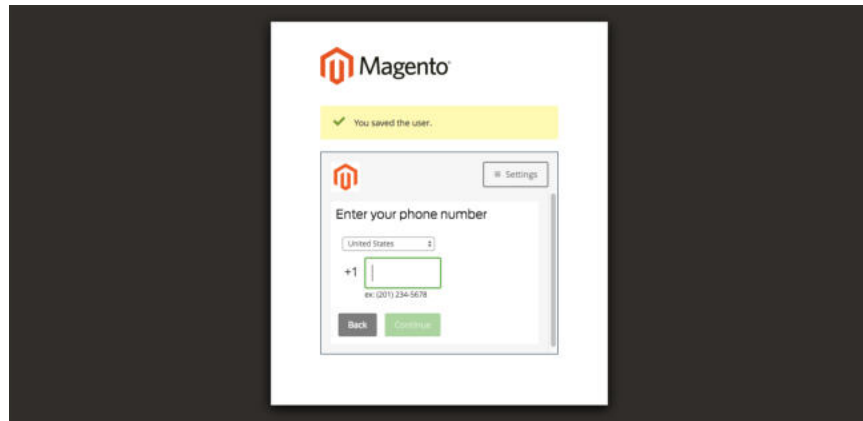 Magento
You saved the user.
Settings
Enter your phone number
United States
+1
ex: (201) 234-5678
Back Continue